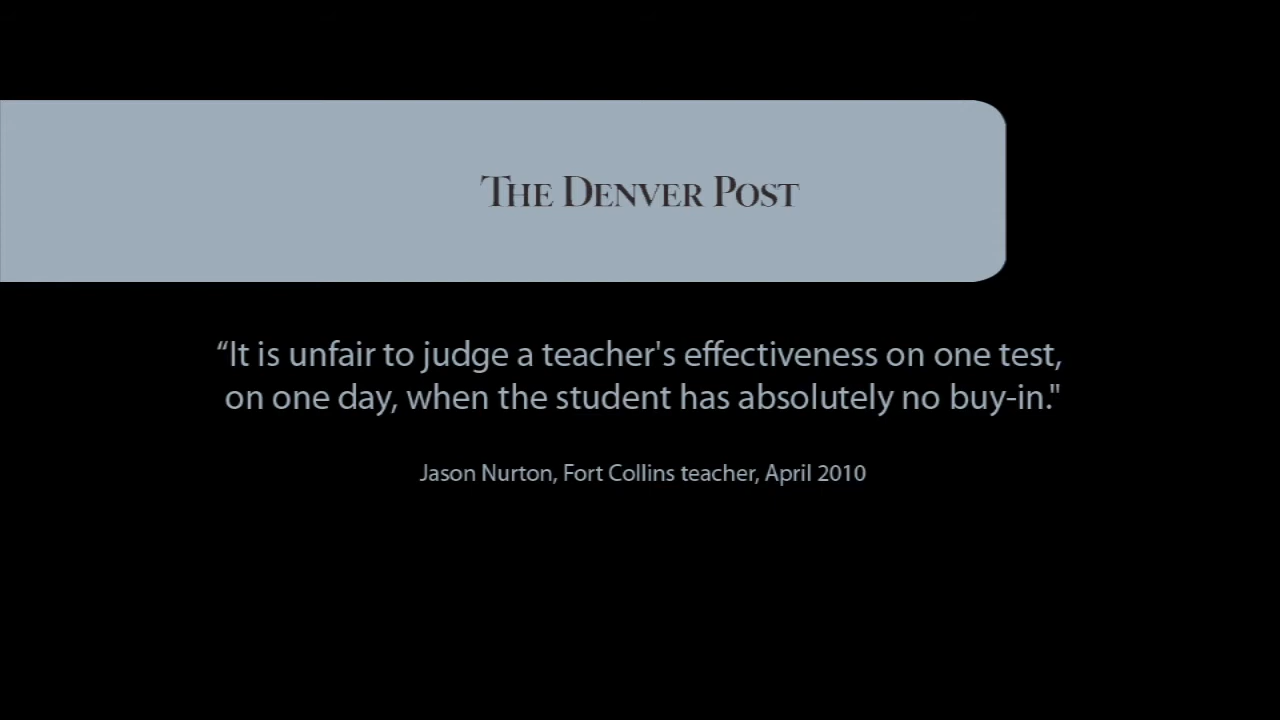 The Denver Post
“It is unfair to judge a teacher's effectiveness on one test,
on one day, when the student has absolutely no buy-in."
Jason Nurton, Fort Collins teacher, April 2010